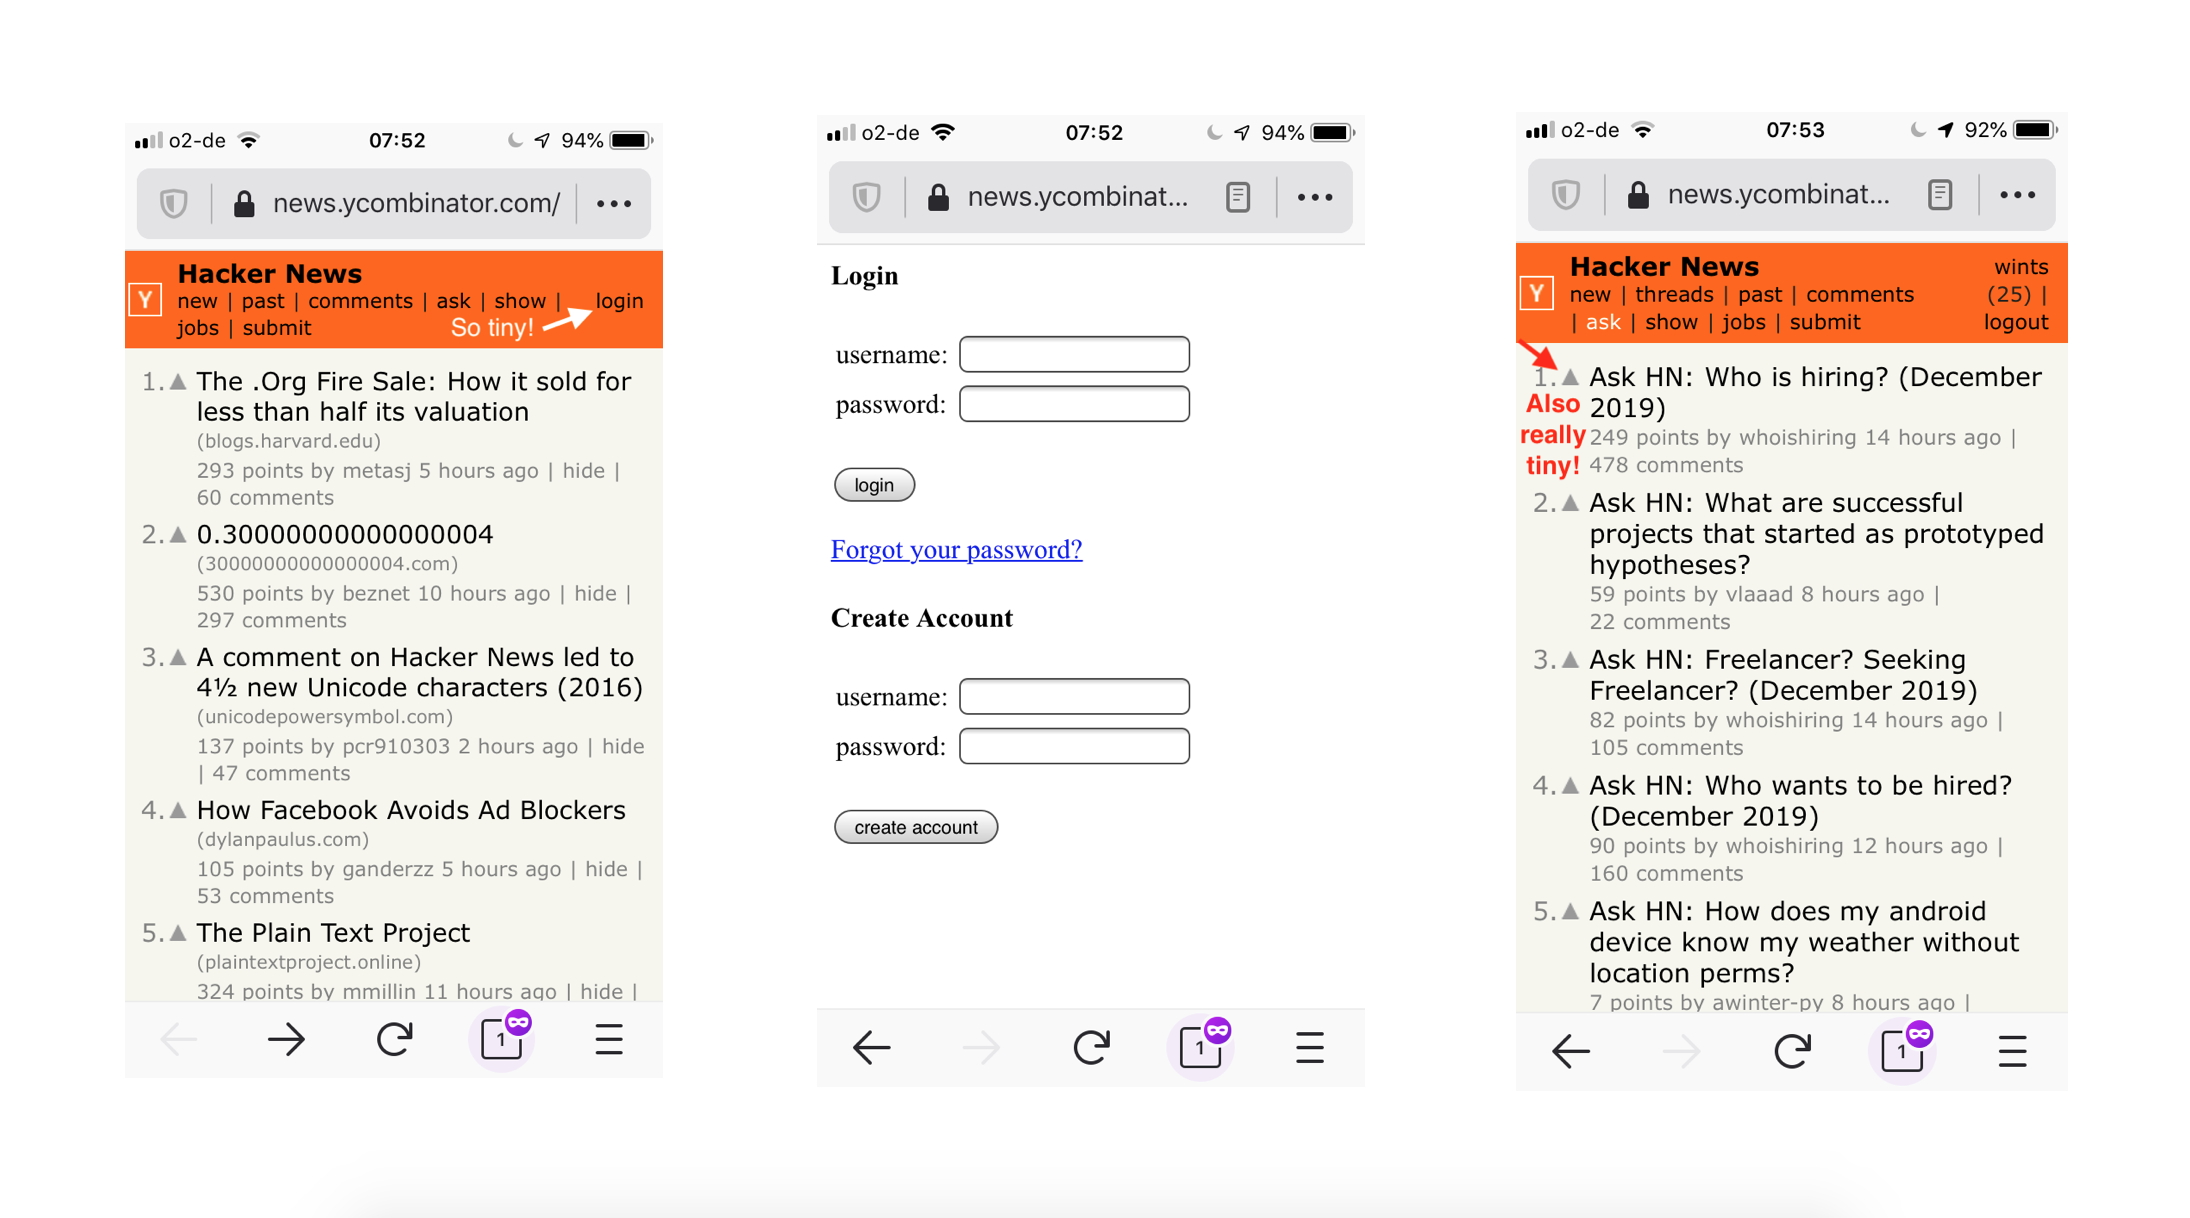 o2-de 07:52 94%
news.ycombinator.com/ •••
Hacker News
Y new | past | comments | ask | show | login
jobs | submit So tiny!
1. The .Org Fire Sale: How it sold for
less than half its valuation
(blogs.harvard.edu)
293 points by metasj 5 hours ago | hide |
60 comments
2. 0.30000000000000004
(30000000000000004.com)
530 points by beznet 10 hours ago | hide |
297 comments
3. A comment on Hacker News led to
4½ new Unicode characters (2016)
(unicodepowersymbol.com)
137 points by pcr910303 2 hours ago | hide
| 47 comments
4. How Facebook Avoids Ad Blockers
(dylanpaulus.com)
105 points by ganderzz 5 hours ago | hide |
53 comments
5. The Plain Text Project
(plaintextproject.online)
324 points by mmillin 11 hours ago | hide |
1
o2-de 07:52 94%
news.ycombinat... •••
Login
username:
password:
login
Forgot your password?
Create Account
username:
password:
create account
1
o2-de 07:53 92%
news.ycombinat... •••
Hacker News wints
Y new | threads | past | comments (25) |
| ask | show | jobs | submit logout
1. Ask HN: Who is hiring? (December
Also 2019)
really 249 points by whoishiring 14 hours ago |
tiny! 478 comments
2. Ask HN: What are successful
projects that started as prototyped
hypotheses?
59 points by vlaaad 8 hours ago |
22 comments
3. Ask HN: Freelancer? Seeking
Freelancer? (December 2019)
82 points by whoishiring 14 hours ago |
105 comments
4. Ask HN: Who wants to be hired?
(December 2019)
90 points by whoishiring 12 hours ago |
160 comments
5. Ask HN: How does my android
device know my weather without
location perms?
7 points by awinter-py 8 hours ago |
1